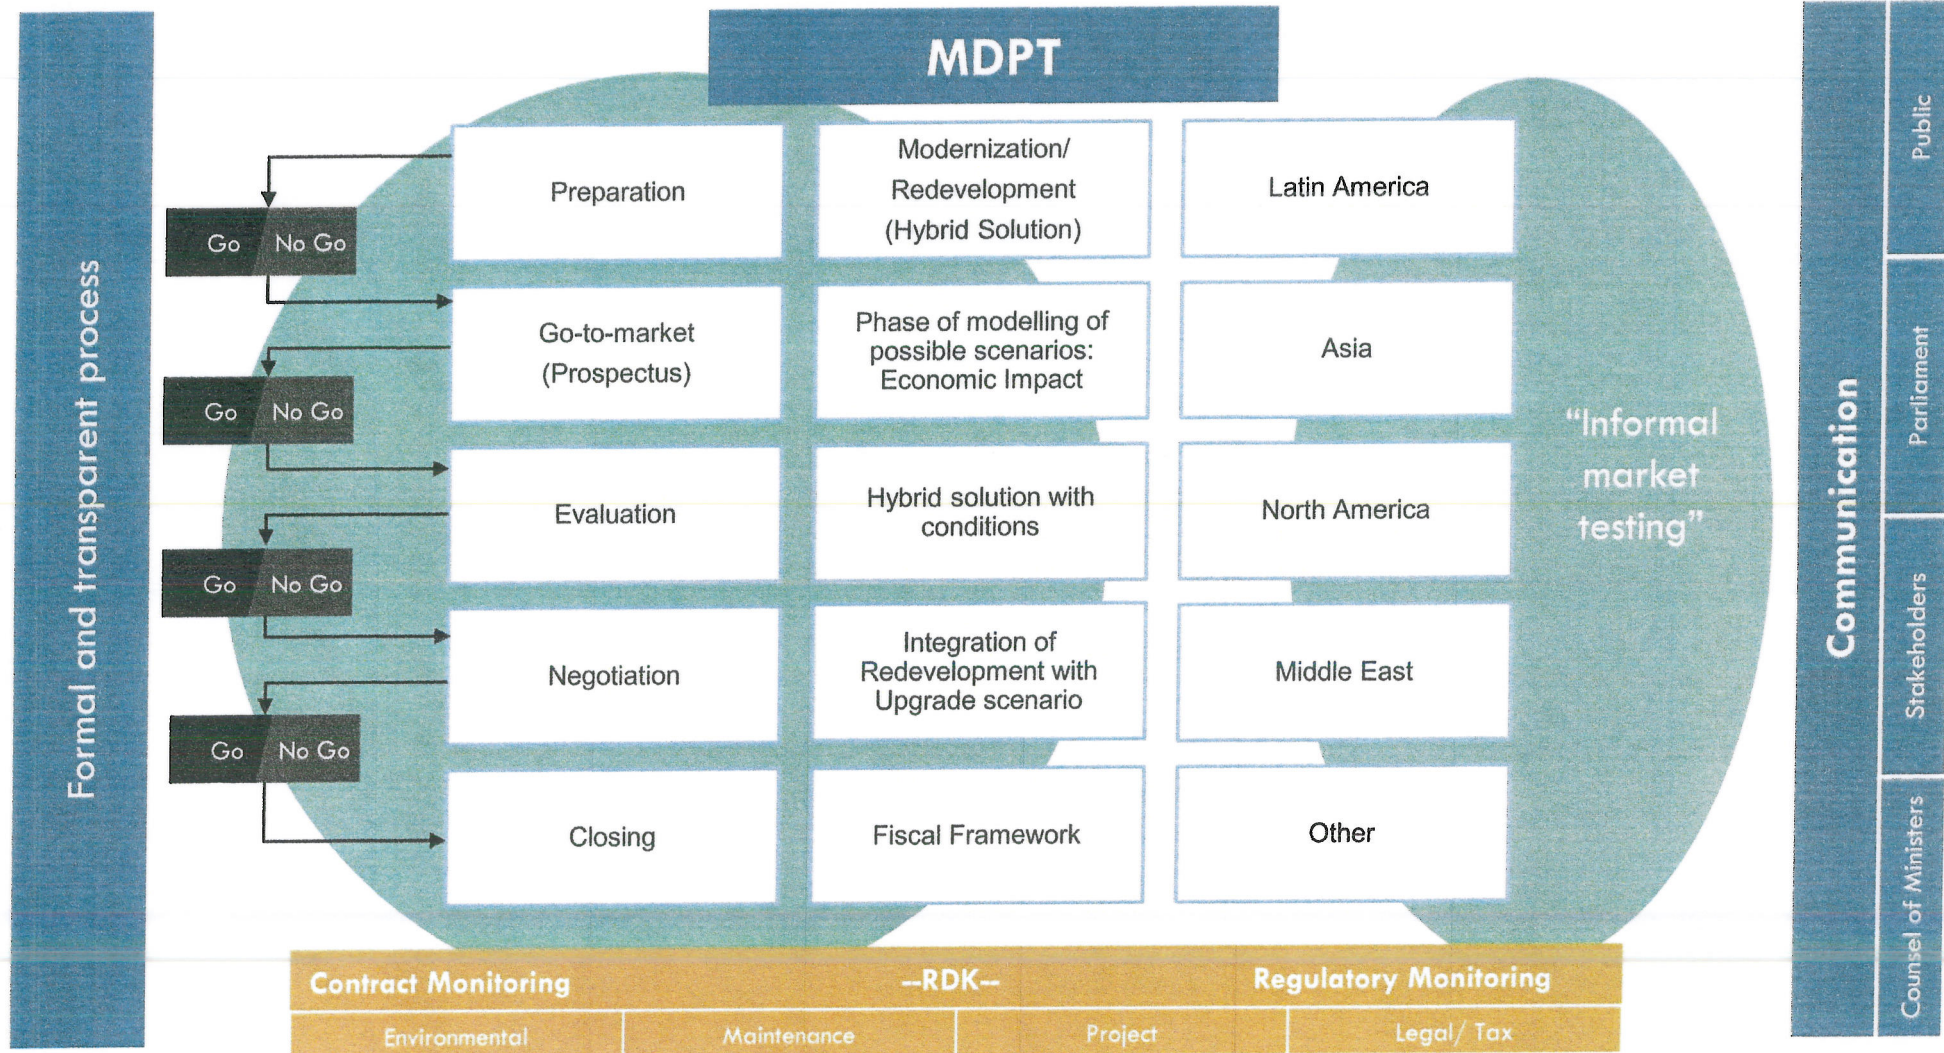 MDPT
Formal and transparent process
Preparation
Modernization/
Redevelopment
(Hybrid Solution)
Latin America
Go No Go
Go-to-market
(Prospectus)
Phase of modelling of
possible scenarios:
Economic Impact
Asia
Go No Go
Evaluation
Hybrid solution with
conditions
North America
Go No Go
Negotiation
Integration of
Redevelopment with
Upgrade scenario
Middle East
Go No Go
Closing
Fiscal Framework
Other
“Informal
market
testing”
Communication
Public
Parliament
Stakeholders
Counsel of Ministers
Contract Monitoring --RDK-- Regulatory Monitoring
Environmental Maintenance Project Legal/ Tax